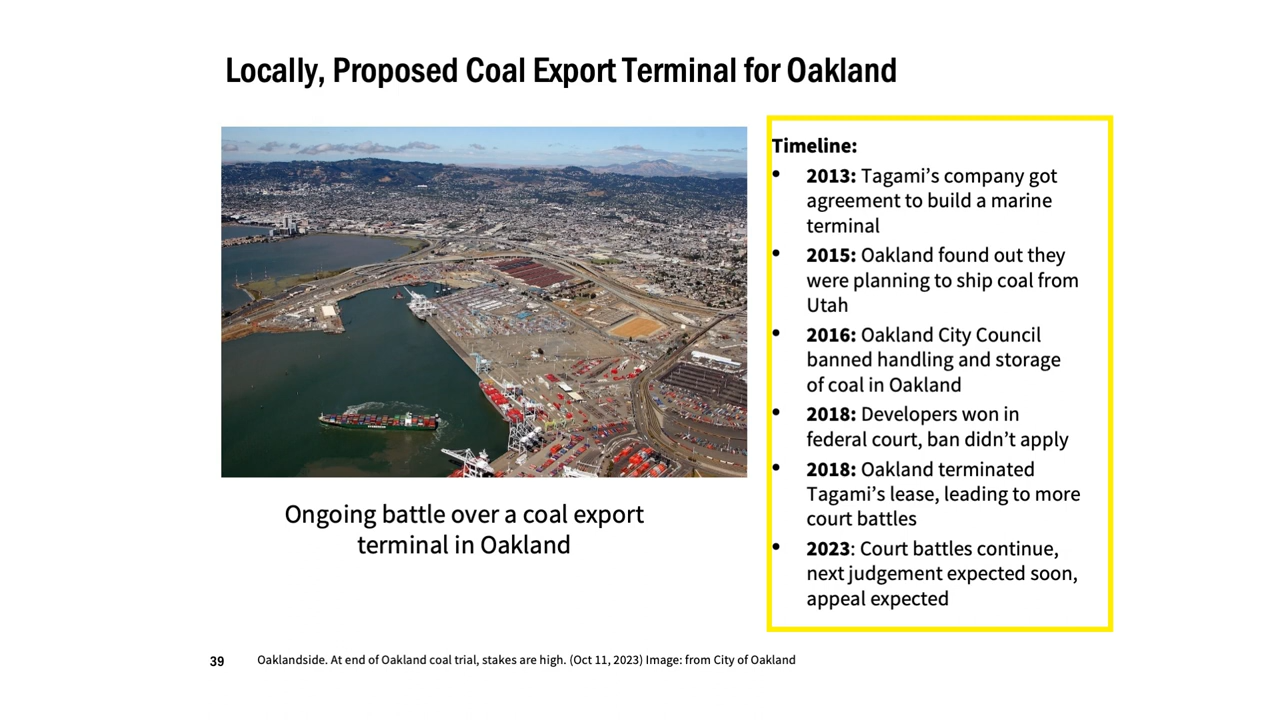 Locally, Proposed Coal Export Terminal for Oakland
Timeline:
• 2013: Tagami’s company got
agreement to build a marine
terminal
• 2015: Oakland found out they
were planning to ship coal from
Utah
• 2016: Oakland City Council
banned handling and storage
of coal in Oakland
• 2018: Developers won in
federal court, ban didn’t apply
• 2018: Oakland terminated
Tagami’s lease, leading to more
court battles
• 2023: Court battles continue,
next judgement expected soon,
appeal expected
Ongoing battle over a coal export
terminal in Oakland
39 Oaklandside. At end of Oakland coal trial, stakes are high. (Oct 11, 2023) Image: from City of Oakland